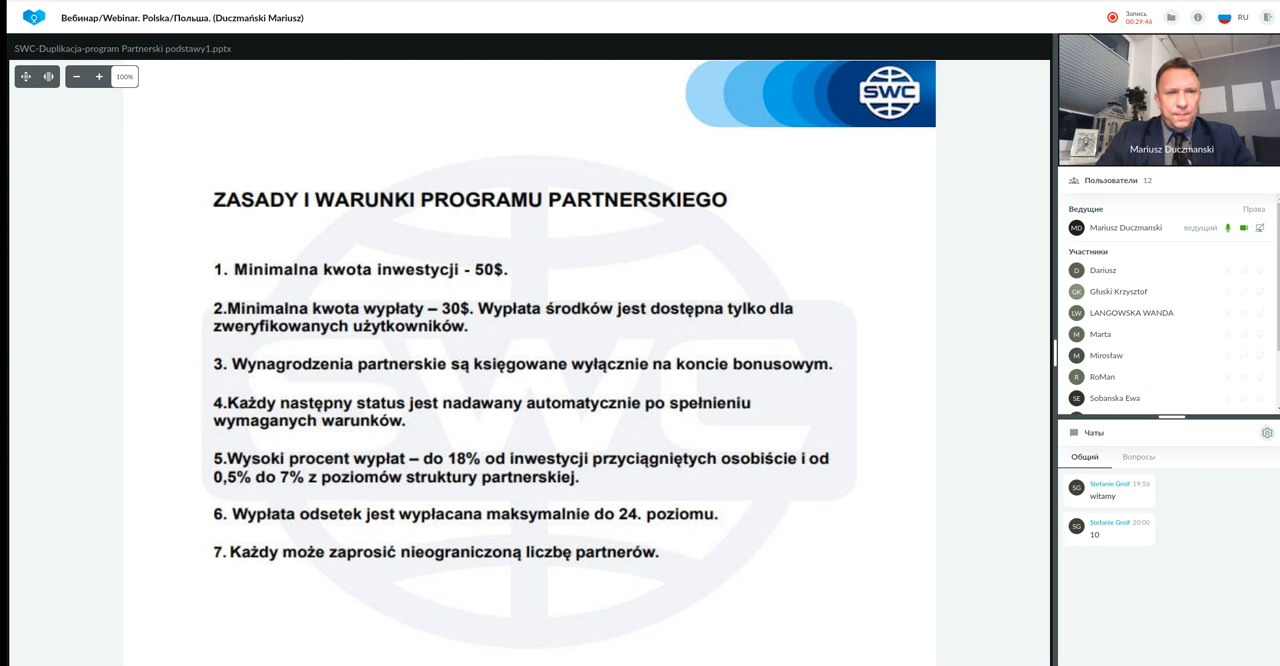 Вебинар/Webinar. Polska/Польша. (Duczmański Mariusz)
Запись
00:29:46
RU
SWC-Duplikacja-program Partnerski podstawy1.pptx
100%
SWC
ZASADY I WARUNKI PROGRAMU PARTNERSKIEGO
1. Minimalna kwota inwestycji - 50$.
2.Minimalna kwota wypłaty – 30$. Wypłata środków jest dostępna tylko dla
zweryfikowanych użytkowników.
3. Wynagrodzenia partnerskie są księgowane wyłącznie na koncie bonusowym.
4.Każdy następny status jest nadawany automatycznie po spełnieniu
wymaganych warunków.
5.Wysoki procent wypłat – do 18% od inwestycji przyciągniętych osobiście i od
0,5% do 7% z poziomów struktury partnerskiej.
6. Wypłata odsetek jest wypłacana maksymalnie do 24. poziomu.
7. Każdy może zaprosić nieograniczoną liczbę partnerów.
Mariusz Duczmanski
Пользователи 12
Ведущие Права
MD Mariusz Duczmanski ведущий
Участники
D Dariusz
GK Głuski Krzysztof
LW LANGOWSKA WANDA
M Marta
M Mirosław
R RoMan
SE Sobanska Ewa
Чаты
Общий Вопросы
SG Stefanie Greif 19:56
witamy
SG Stefanie Greif 20:00
10